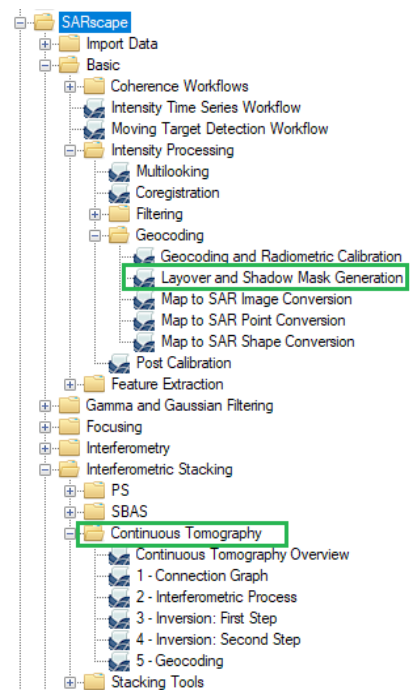 SARscape
Import Data
Basic
Coherence Workflows
Intensity Time Series Workflow
Moving Target Detection Workflow
Intensity Processing
Multilooking
Coregistration
Filtering
Geocoding
Geocoding and Radiometric Calibration
Layover and Shadow Mask Generation
Map to SAR Image Conversion
Map to SAR Point Conversion
Map to SAR Shape Conversion
Post Calibration
Feature Extraction
Gamma and Gaussian Filtering
Focusing
Interferometry
Interferometric Stacking
PS
SBAS
Continuous Tomography
Continuous Tomography Overview
1 - Connection Graph
2 - Interferometric Process
3 - Inversion: First Step
4 - Inversion: Second Step
5 - Geocoding
Stacking Tools